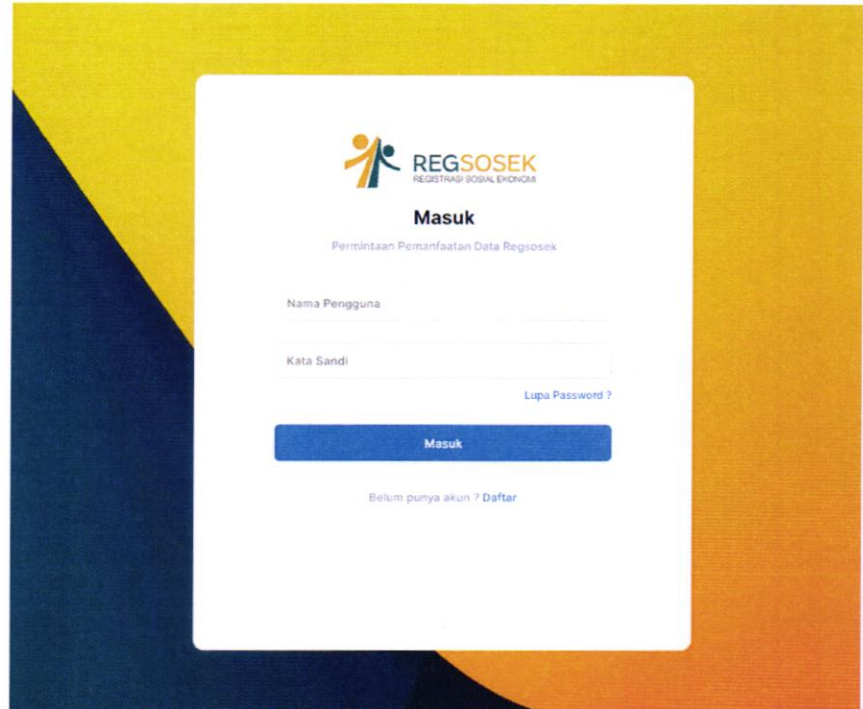 REGSOSEK
REGISTRASI SOSIAL EKONOMI
Masuk
Permintaan Pemanfaatan Data Regsosek
Nama Pengguna
Kata Sandi
Lupa Password ?
Masuk
Belum punya akun ? Daftar